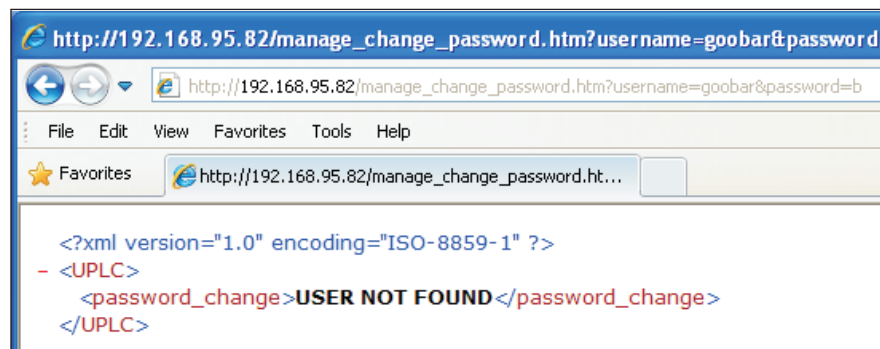 http://192.168.95.82/manage_change_password.htm?username=goobar&password
http://192.168.95.82/manage_change_password.htm?username=goobar&password=b
File Edit View Favorites Tools Help
Favorites http://192.168.95.82/manage_change_password.ht...
<?xml version="1.0" encoding="ISO-8859-1" ?>
– <UPLC>
<password_change>USER NOT FOUND</password_change>
</UPLC>